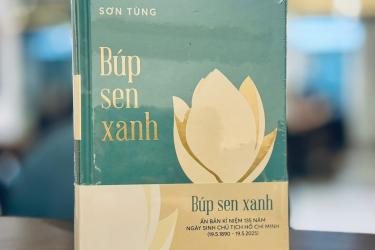 SƠN TÙNG
Búp
sen
xanh
Búp sen xanh
ẤN BẢN KỈ NIỆM 135 NĂM
NGÀY SINH CHỦ TỊCH HỒ CHÍ MINH
(19.5.1890 - 19.5.2025)